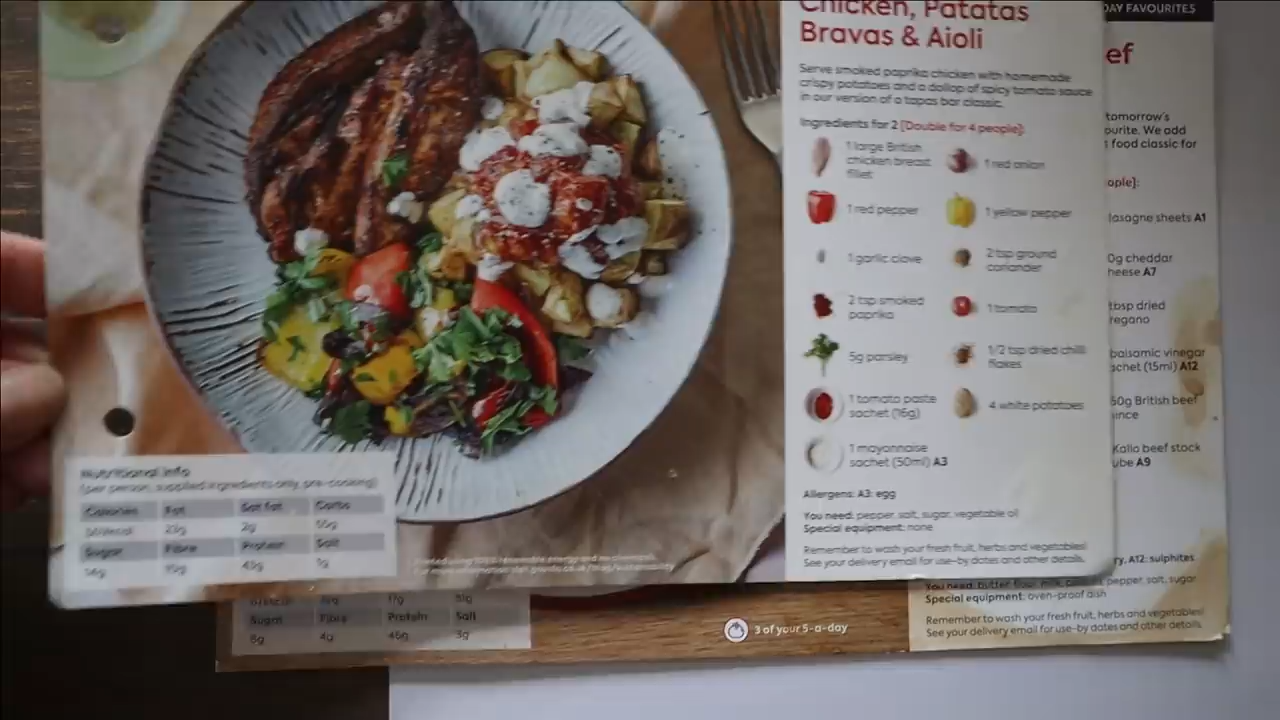 Chicken, Patatas
Bravas & Aioli
Serve smoked paprika chicken with homemade
crispy potatoes and a dollop of spicy tomato sauce
in our version of a tapas bar classic.
Ingredients for 2 [Double for 4 people]:
1 large British
chicken breast
fillet
1 red onion
1 red pepper
1 yellow pepper
1 garlic clove
2 tsp ground
coriander
2 tsp smoked
paprika
1 tomato
5g parsley
1/2 tsp dried chilli
flakes
1 tomato paste
sachet (16g)
4 white potatoes
1 mayonnaise
sachet (50ml) A3
Allergens: A3: egg
You need: pepper, salt, sugar, vegetable oil
Special equipment: none
Remember to wash your fresh fruit, herbs and vegetables!
See your delivery email for use-by dates and other details.
Nutritional info
(per person, supplied ingredients only, pre-cooking)
Calories Fat Sat fat Carbs
2g
Sugar Fibre Protein Salt
1g
DAY FAVOURITES
ef
tomorrow's
ourite. We add
food classic for
ople]:
lasagne sheets A1
0g cheddar
heese A7
tbsp dried
regano
balsamic vinegar
achet (15ml) A12
50g British beef
ince
Kallo beef stock
ube A9
ry, A12: sulphites
You need: butter, flour, milk, pepper, salt, sugar
Special equipment: oven-proof dish
Remember to wash your fresh fruit, herbs and vegetables!
See your delivery email for use-by dates and other details.
17g 51g
Sugar Fibre Protein Salt
8g 4g 46g 3g
3 of your 5-a-day